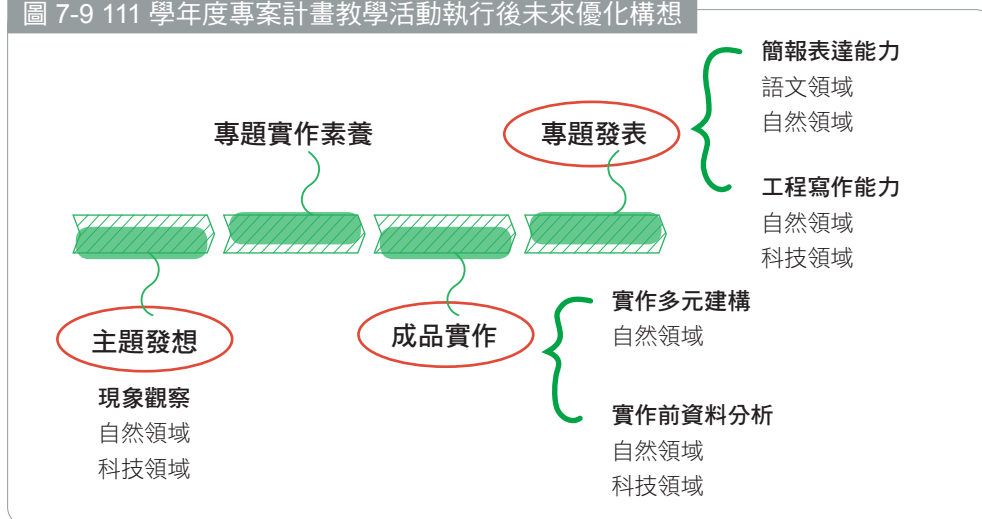 圖 7-9 111 學年度專案計畫教學活動執行後未來優化構想
簡報表達能力
語文領域
自然領域
專題實作素養
專題發表
工程寫作能力
自然領域
科技領域
主題發想
現象觀察
自然領域
科技領域
成品實作
實作多元建構
自然領域
實作前資料分析
自然領域
科技領域